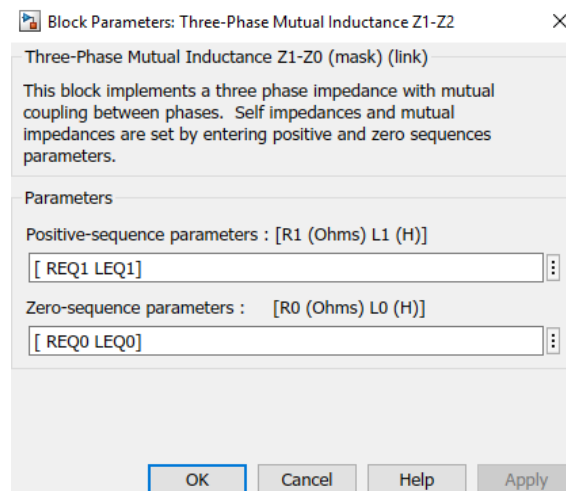 Block Parameters: Three-Phase Mutual Inductance Z1-Z2
Three-Phase Mutual Inductance Z1-Z0 (mask) (link)
This block implements a three phase impedance with mutual
coupling between phases.  Self impedances and mutual
impedances are set by entering positive and zero sequences
parameters.
Parameters
Positive-sequence parameters : [R1 (Ohms) L1 (H)]
[ REQ1 LEQ1]
Zero-sequence parameters :     [R0 (Ohms) L0 (H)]
[ REQ0 LEQ0]
OK Cancel Help Apply